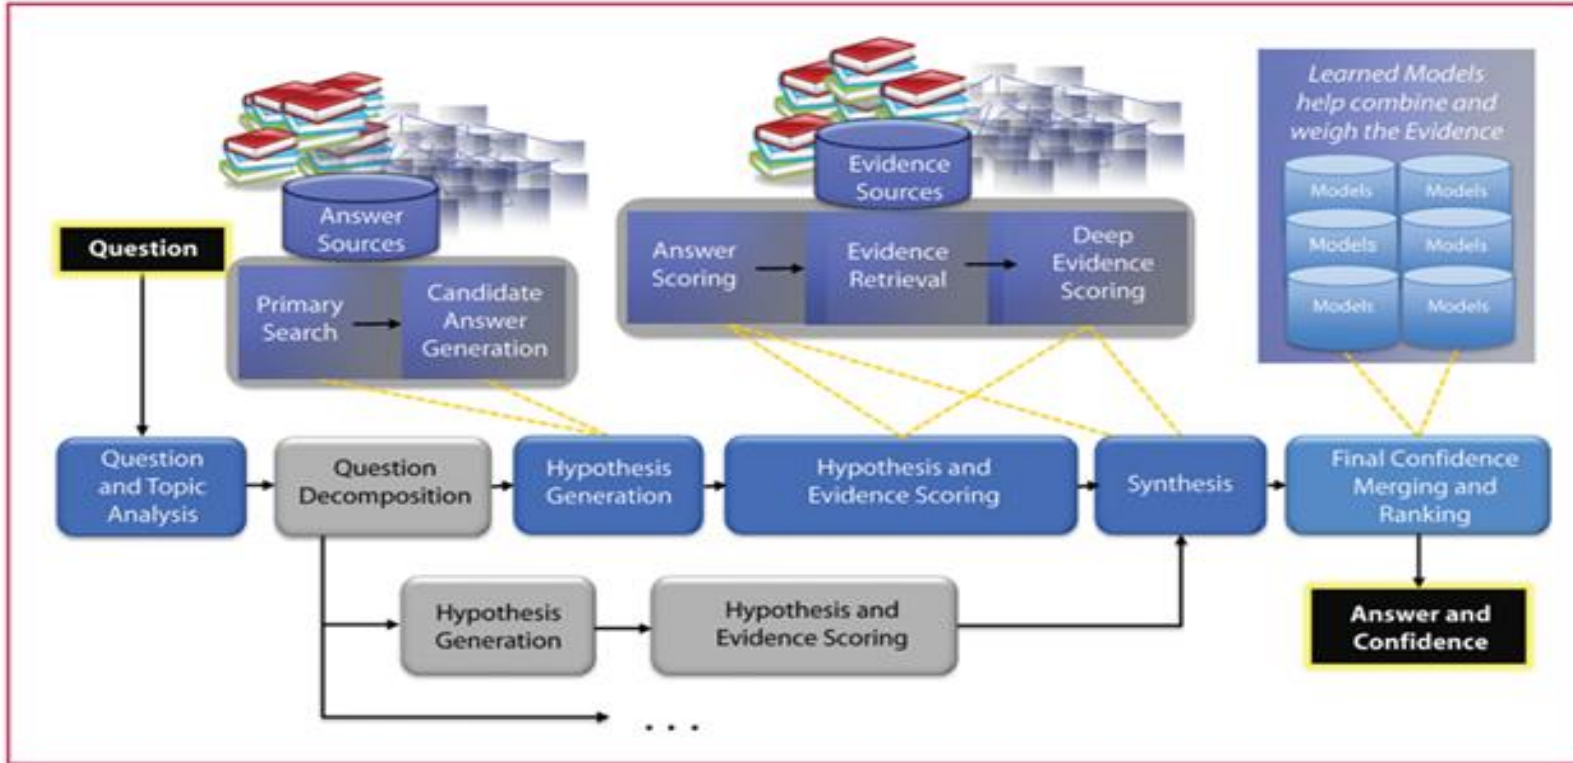 Learned Models
help combine and
weigh the Evidence
Models
Models
Models
Models
Models
Models
Evidence
Sources
Answer
Sources
Question
Primary
Search
Candidate
Answer
Generation
Answer
Scoring
Evidence
Retrieval
Deep
Evidence
Scoring
Question
and Topic
Analysis
Question
Decomposition
Hypothesis
Generation
Hypothesis and
Evidence Scoring
Synthesis
Final Confidence
Merging and
Ranking
Hypothesis
Generation
Hypothesis and
Evidence Scoring
Answer and
Confidence
. . .